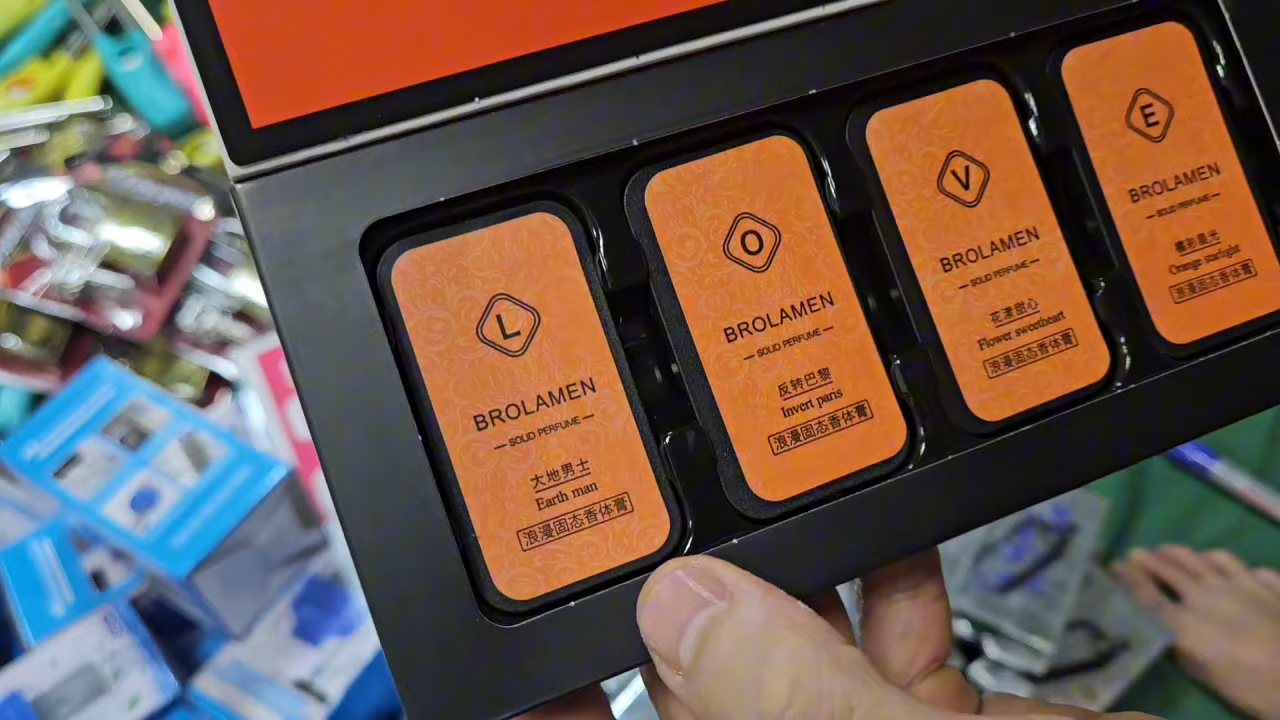 L
BROLAMEN
— SOLID PERFUME —
大地男士
Earth man
浪漫固态香体膏
O
BROLAMEN
— SOLID PERFUME —
反转巴黎
Invert paris
浪漫固态香体膏
V
BROLAMEN
— SOLID PERFUME —
花漾甜心
Flower sweetheart
浪漫固态香体膏
E
BROLAMEN
— SOLID PERFUME —
橘彩星光
Orange starlight
浪漫固态香体膏